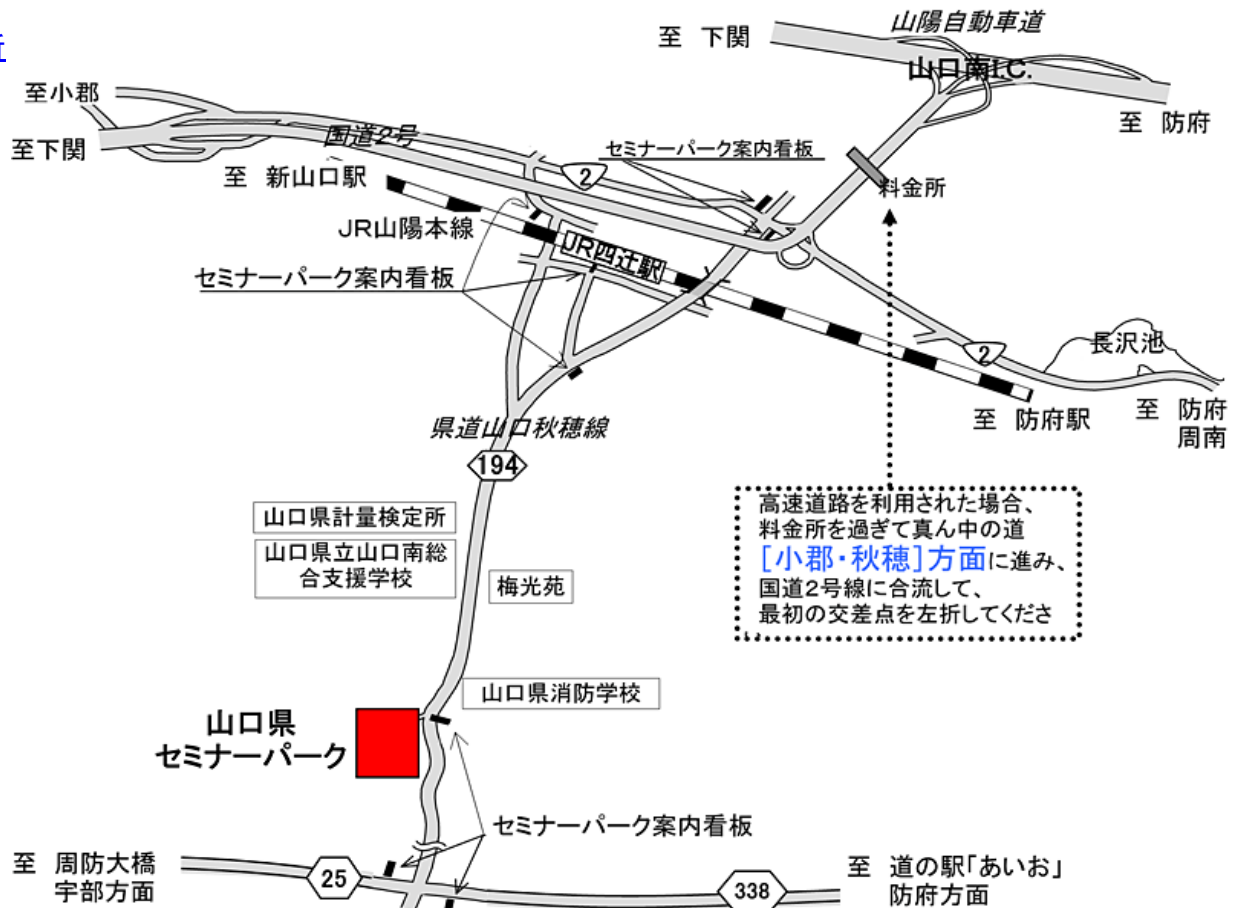 至 下関
山陽自動車道
山口南I.C.
至 防府
至小郡
至下関
国道2号
至 新山口駅
2
セミナーパーク案内看板
料金所
JR山陽本線
JR四辻駅
セミナーパーク案内看板
長沢池
2
至 防府駅
至 防府
周南
県道山口秋穂線
194
高速道路を利用された場合、
料金所を過ぎて真ん中の道
[小郡・秋穂]方面に進み、
国道2号線に合流して、
最初の交差点を左折してくださ
山口県計量検定所
山口県立山口南総
合支援学校
梅光苑
山口県消防学校
山口県
セミナーパーク
セミナーパーク案内看板
至 周防大橋
宇部方面
25
338
至 道の駅「あいお」
防府方面